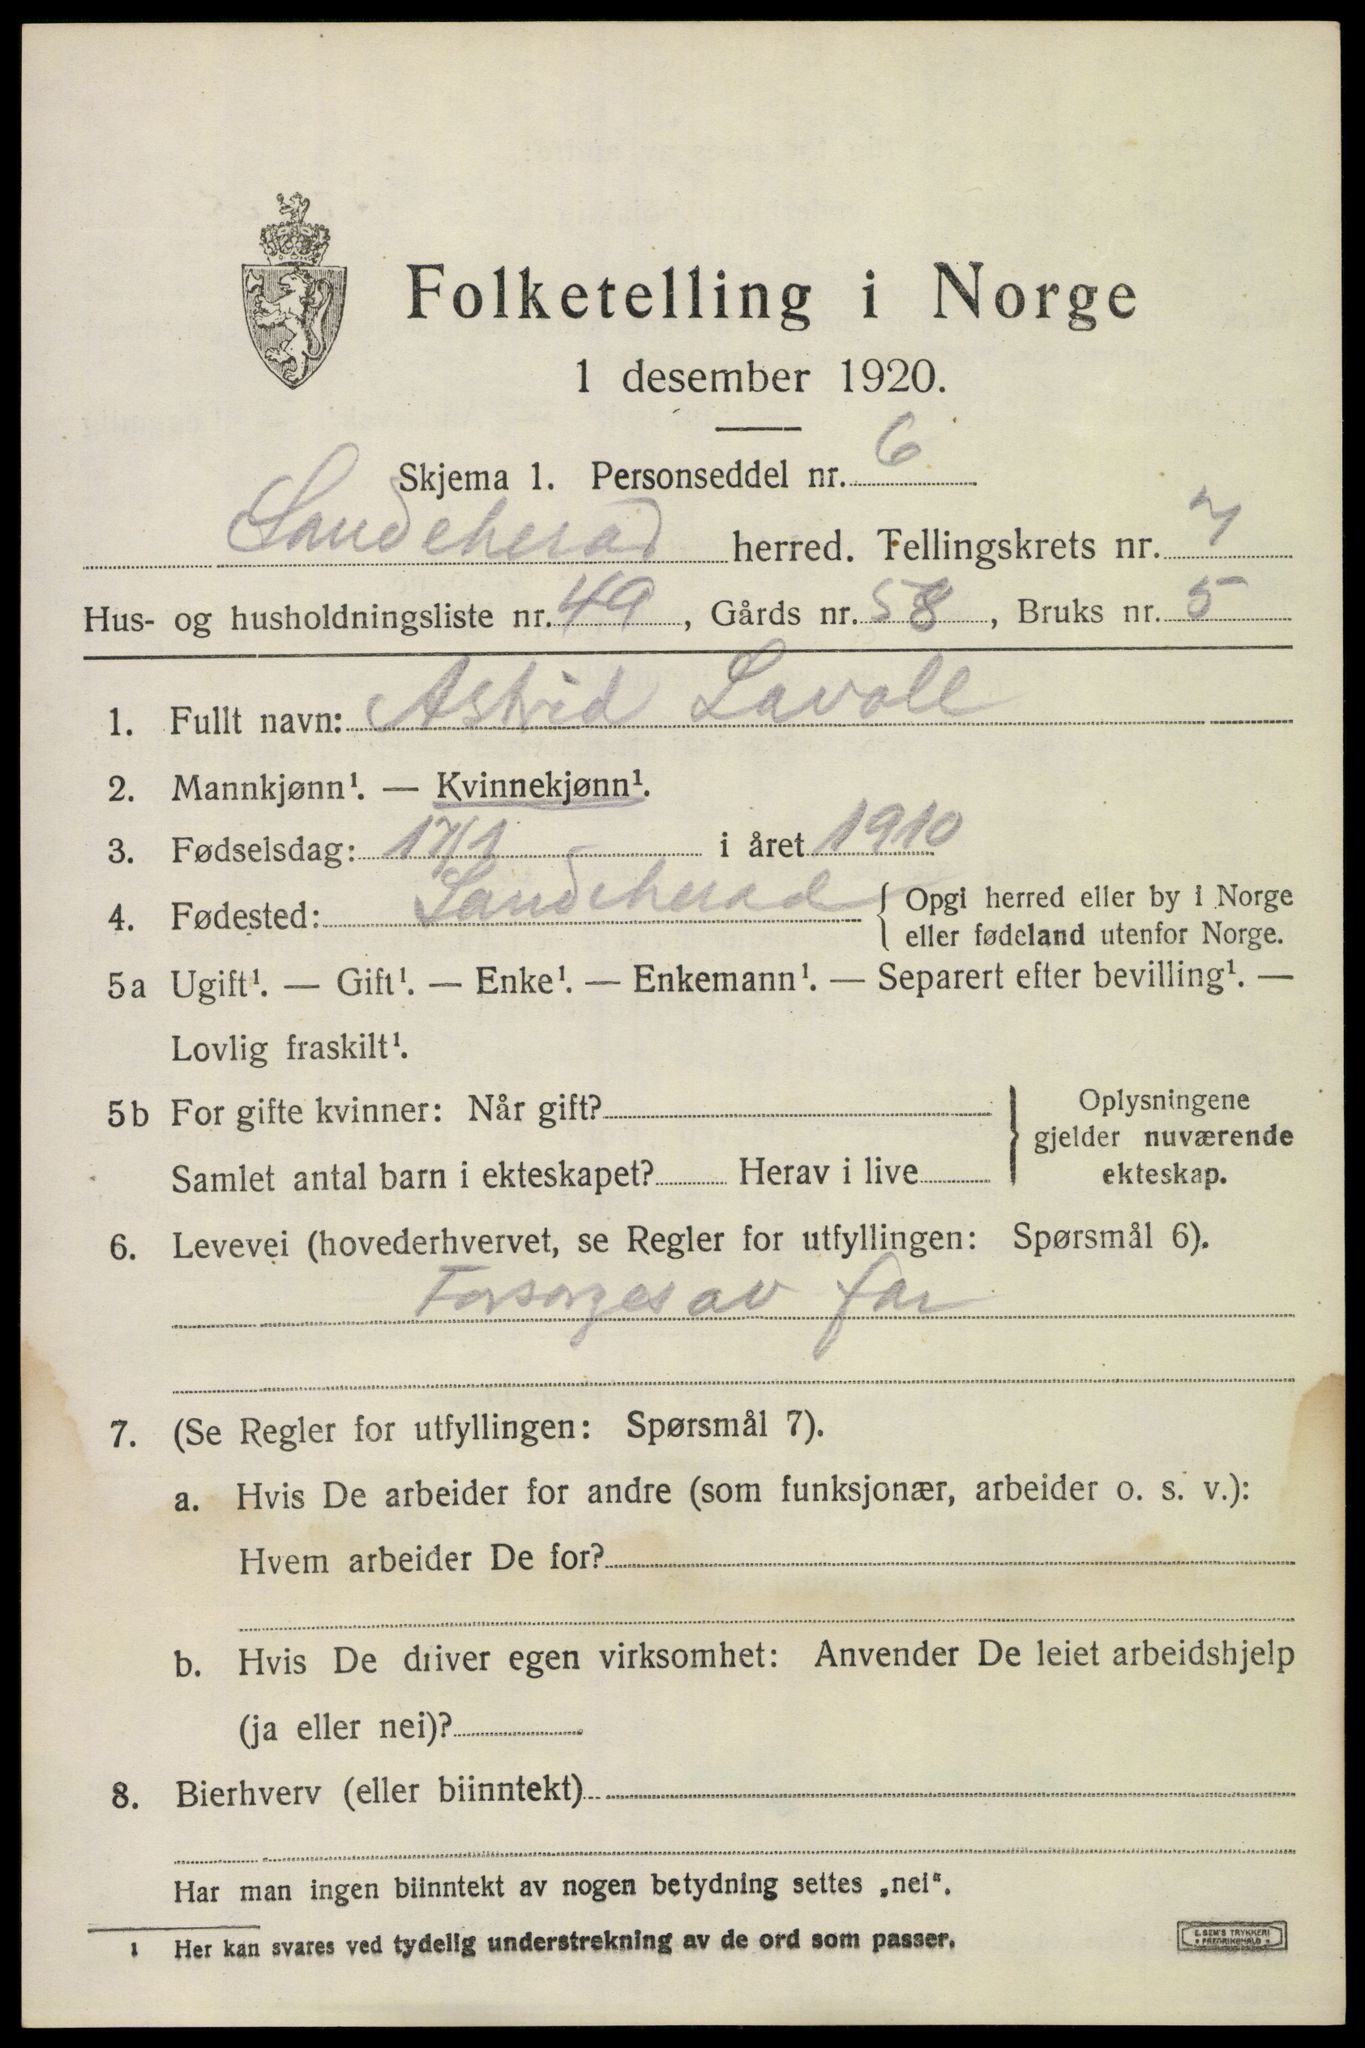 Folketelling i Norge
1 desember 1920.
Skjema 1. Personseddel nr. 6
Sandeherad herred. Tellingskrets nr. 7
Hus- og husholdningsliste nr. 49, Gårds nr. 58, Bruks nr. 5
1. Fullt navn: Astrid Lavoll
2. Mannkjønn¹. — Kvinnekjønn¹.
3. Fødselsdag: 17/1 i året 1910
4. Fødested: Sandeherad { Opgi herred eller by i Norge
eller fødeland utenfor Norge.
5a Ugift¹. — Gift¹. — Enke¹. — Enkemann¹. — Separert efter bevilling¹. —
Lovlig fraskilt¹.
5b For gifte kvinner: Når gift?
Samlet antal barn i ekteskapet? Herav i live
} Oplysningene
gjelder nuværende
ekteskap.
6. Levevei (hovederhvervet, se Regler for utfyllingen: Spørsmål 6).
Forsorges av far
7. (Se Regler for utfyllingen: Spørsmål 7).
a. Hvis De arbeider for andre (som funksjonær, arbeider o. s. v.):
Hvem arbeider De for?
b. Hvis De driver egen virksomhet: Anvender De leiet arbeidshjelp
(ja eller nei)?
8. Bierhverv (eller biinntekt)
Har man ingen biinntekt av nogen betydning settes „nei“.
¹ Her kan svares ved tydelig understrekning av de ord som passer.
E. SEM'S TRYKKERI
FREDRIKSHALD